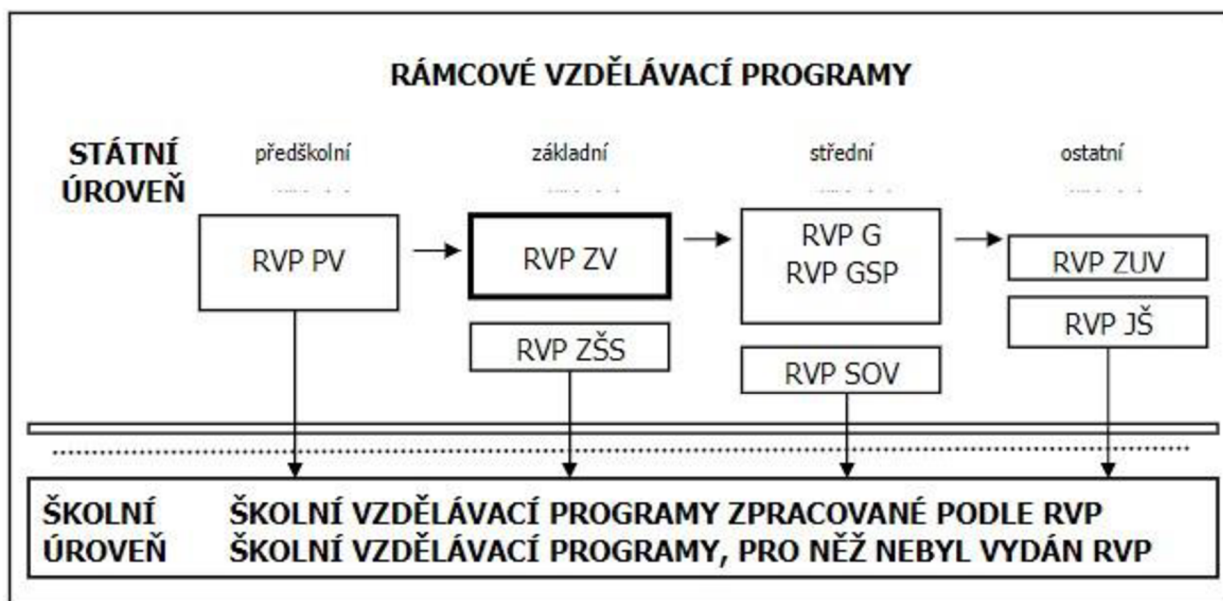 RÁMCOVÉ VZDĚLÁVACÍ PROGRAMY
STÁTNÍ ÚROVEŇ
předškolní základní střední ostatní
RVP PV
RVP ZV
RVP G
RVP GSP
RVP ZUV
RVP ZŠS
RVP SOV
RVP JŠ
ŠKOLNÍ ŠKOLNÍ VZDĚLÁVACÍ PROGRAMY ZPRACOVANÉ PODLE RVP
ÚROVEŇ ŠKOLNÍ VZDĚLÁVACÍ PROGRAMY, PRO NĚŽ NEBYL VYDÁN RVP